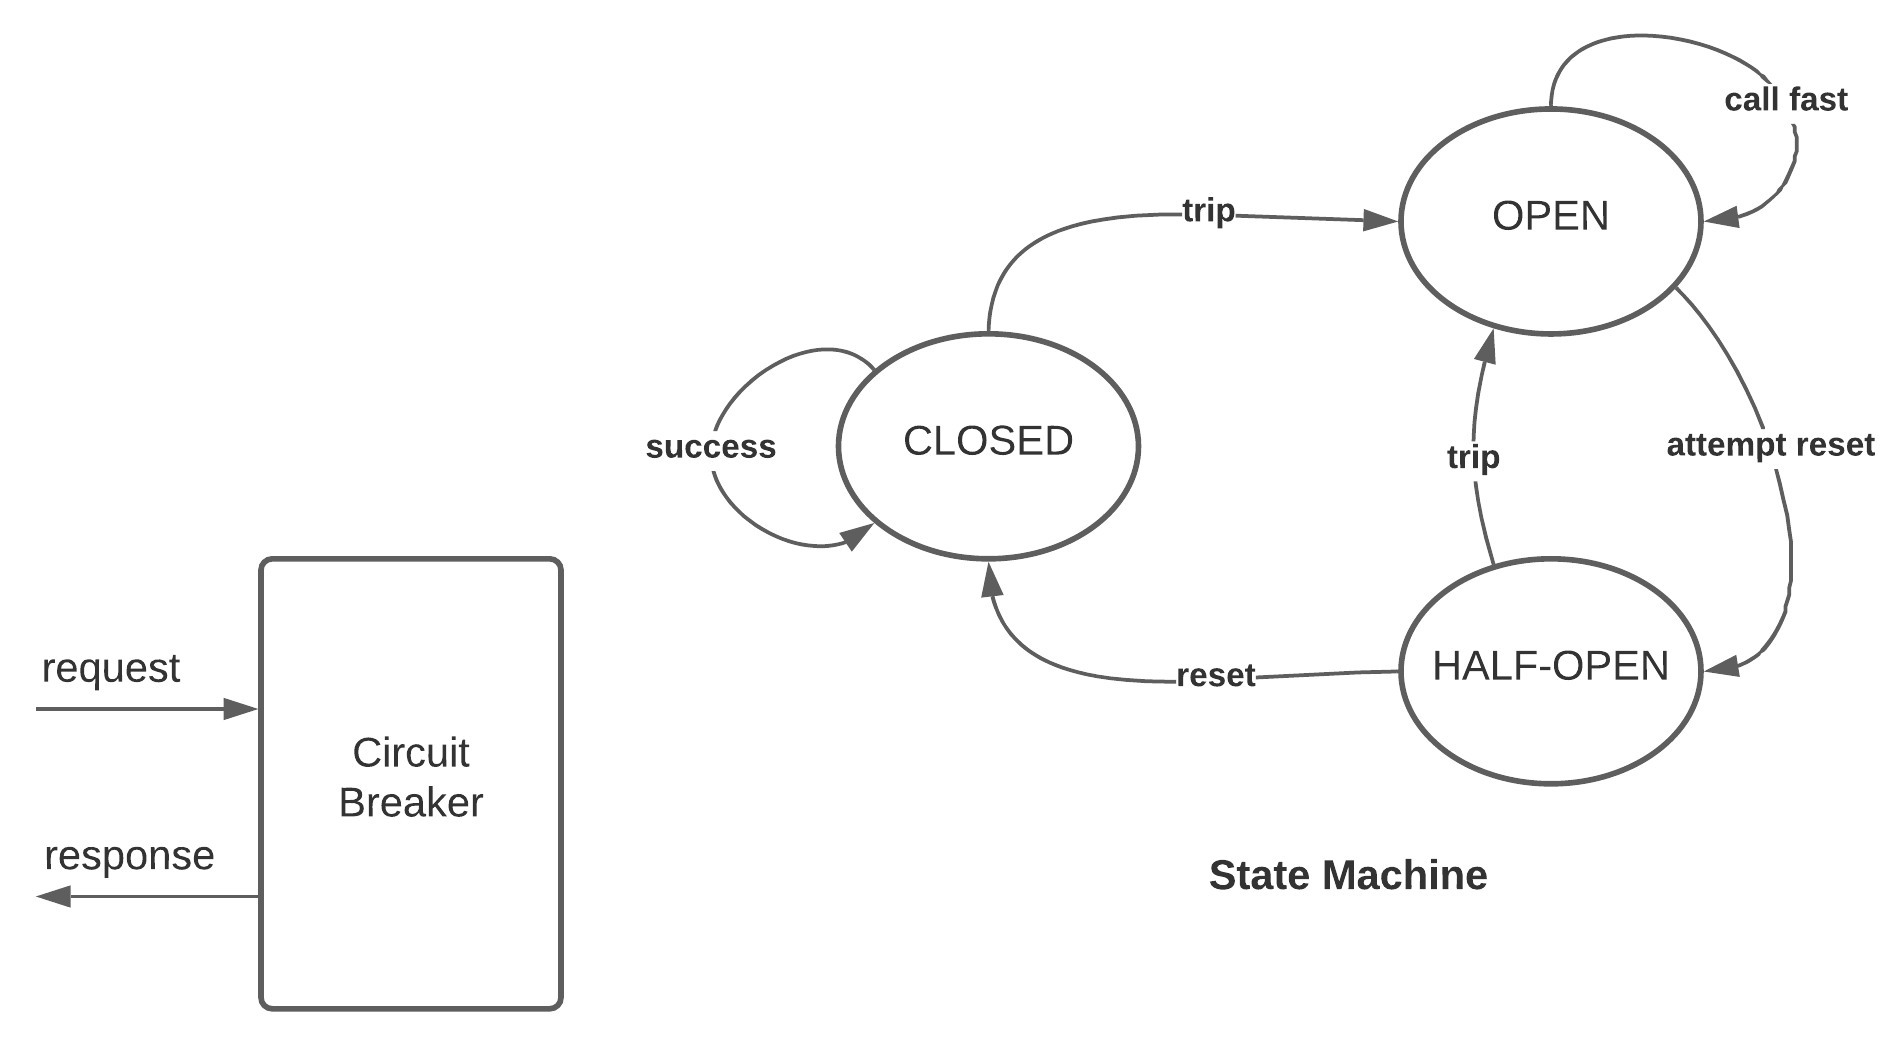 call fast
OPEN
trip
CLOSED
success
trip
attempt reset
HALF-OPEN
reset
State Machine
request
Circuit
Breaker
response